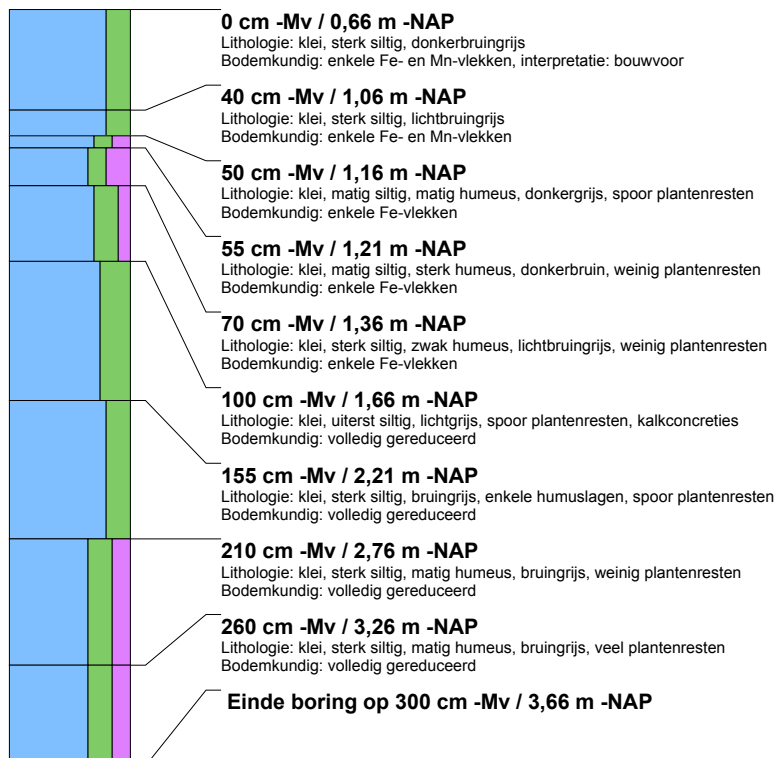 0 cm -Mv / 0,66 m -NAP
Lithologie: klei, sterk siltig, donkerbruingrijs
Bodemkundig: enkele Fe- en Mn-vlekken, interpretatie: bouwvoor
40 cm -Mv / 1,06 m -NAP
Lithologie: klei, sterk siltig, lichtbruingrijs
Bodemkundig: enkele Fe- en Mn-vlekken
50 cm -Mv / 1,16 m -NAP
Lithologie: klei, matig siltig, matig humeus, donkergrijs, spoor plantenresten
Bodemkundig: enkele Fe-vlekken
55 cm -Mv / 1,21 m -NAP
Lithologie: klei, matig siltig, sterk humeus, donkerbruin, weinig plantenresten
Bodemkundig: enkele Fe-vlekken
70 cm -Mv / 1,36 m -NAP
Lithologie: klei, sterk siltig, zwak humeus, lichtbruingrijs, weinig plantenresten
Bodemkundig: enkele Fe-vlekken
100 cm -Mv / 1,66 m -NAP
Lithologie: klei, uiterst siltig, lichtgrijs, spoor plantenresten, kalkconcreties
Bodemkundig: volledig gereduceerd
155 cm -Mv / 2,21 m -NAP
Lithologie: klei, sterk siltig, bruingrijs, enkele humuslagen, spoor plantenresten
Bodemkundig: volledig gereduceerd
210 cm -Mv / 2,76 m -NAP
Lithologie: klei, sterk siltig, matig humeus, bruingrijs, weinig plantenresten
Bodemkundig: volledig gereduceerd
260 cm -Mv / 3,26 m -NAP
Lithologie: klei, sterk siltig, matig humeus, bruingrijs, veel plantenresten
Bodemkundig: volledig gereduceerd
Einde boring op 300 cm -Mv / 3,66 m -NAP